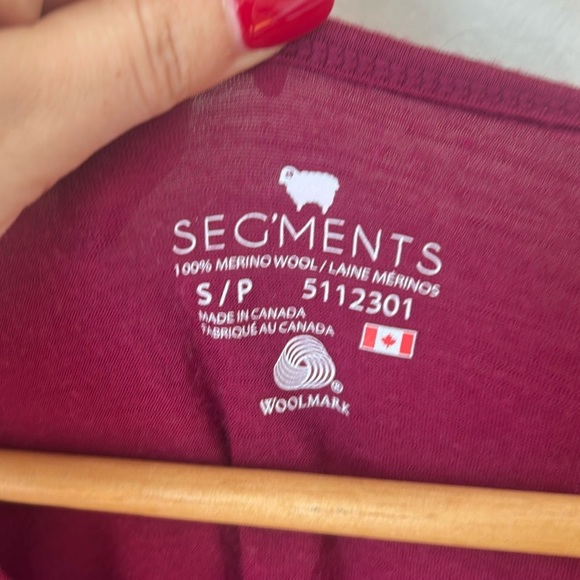 SEG'MENTS
100% MERINO WOOL / LAINE MÉRINOS
S / P 5112301
MADE IN CANADA
FABRIQUÉ AU CANADA
®
WOOLMARK